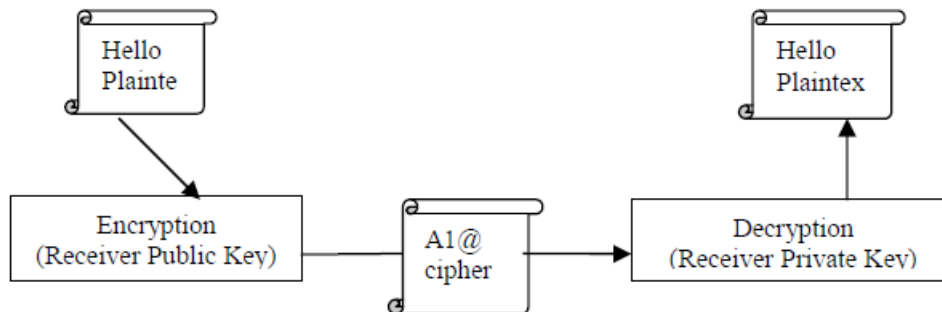 Hello
Plainte
Encryption
(Receiver Public Key)
A1@
cipher
Decryption
(Receiver Private Key)
Hello
Plaintex